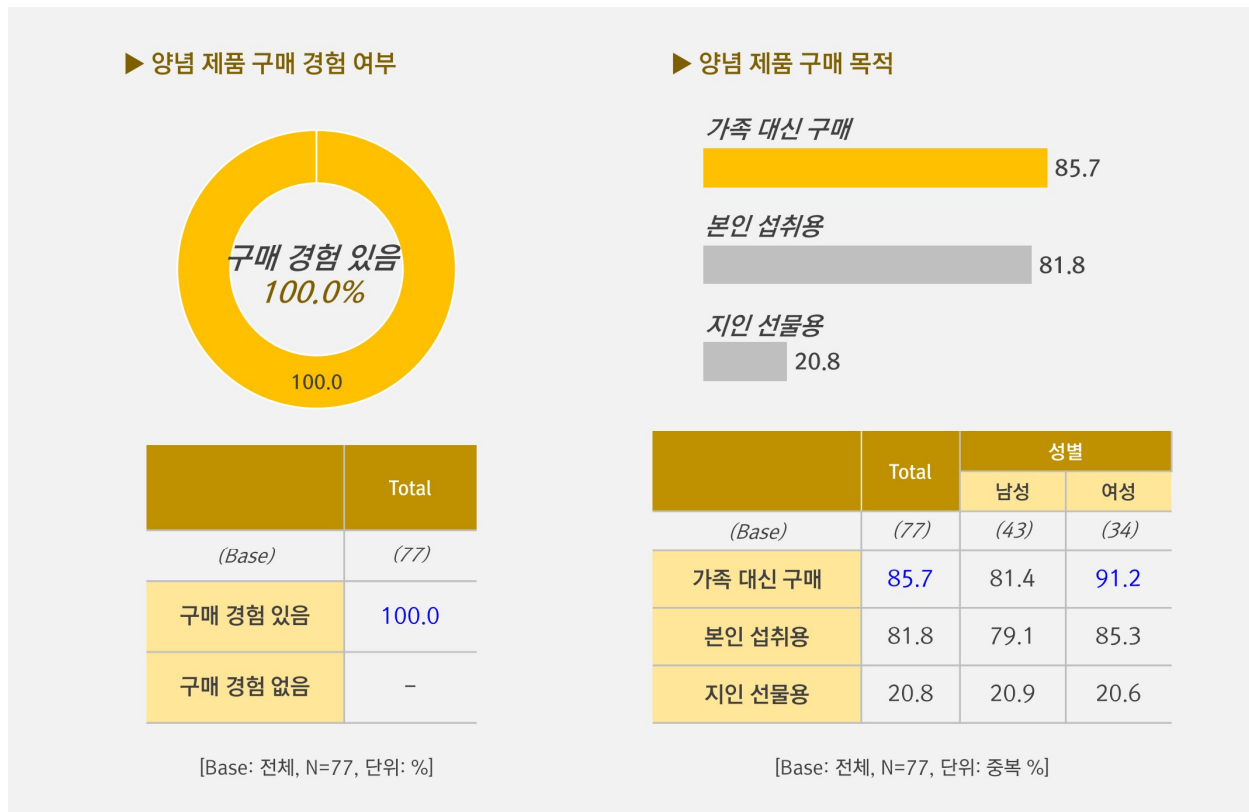 ▶ 양념 제품 구매 경험 여부
구매 경험 있음
100.0%
100.0
Total
(Base) (77)
구매 경험 있음 100.0
구매 경험 없음 –
[Base: 전체, N=77, 단위: %]
▶ 양념 제품 구매 목적
가족 대신 구매
85.7
본인 섭취용
81.8
지인 선물용
20.8
Total 성별
남성 여성
(Base) (77) (43) (34)
가족 대신 구매 85.7 81.4 91.2
본인 섭취용 81.8 79.1 85.3
지인 선물용 20.8 20.9 20.6
[Base: 전체, N=77, 단위: 중복 %]